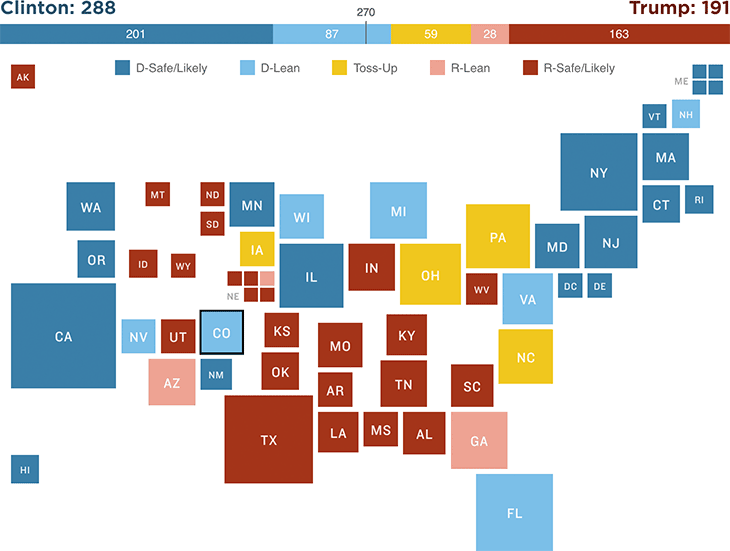 Clinton: 288
270
Trump: 191
201 87 59 28 163
D-Safe/Likely D-Lean Toss-Up R-Lean R-Safe/Likely
AK
ME
VT NH
NY MA
WA MT ND MN WI MI CT RI
SD
OR ID WY IA PA MD NJ
NE IL IN OH WV VA DC DE
CA NV UT CO KS MO KY NC
AZ NM OK AR TN SC
TX LA MS AL GA
HI
FL